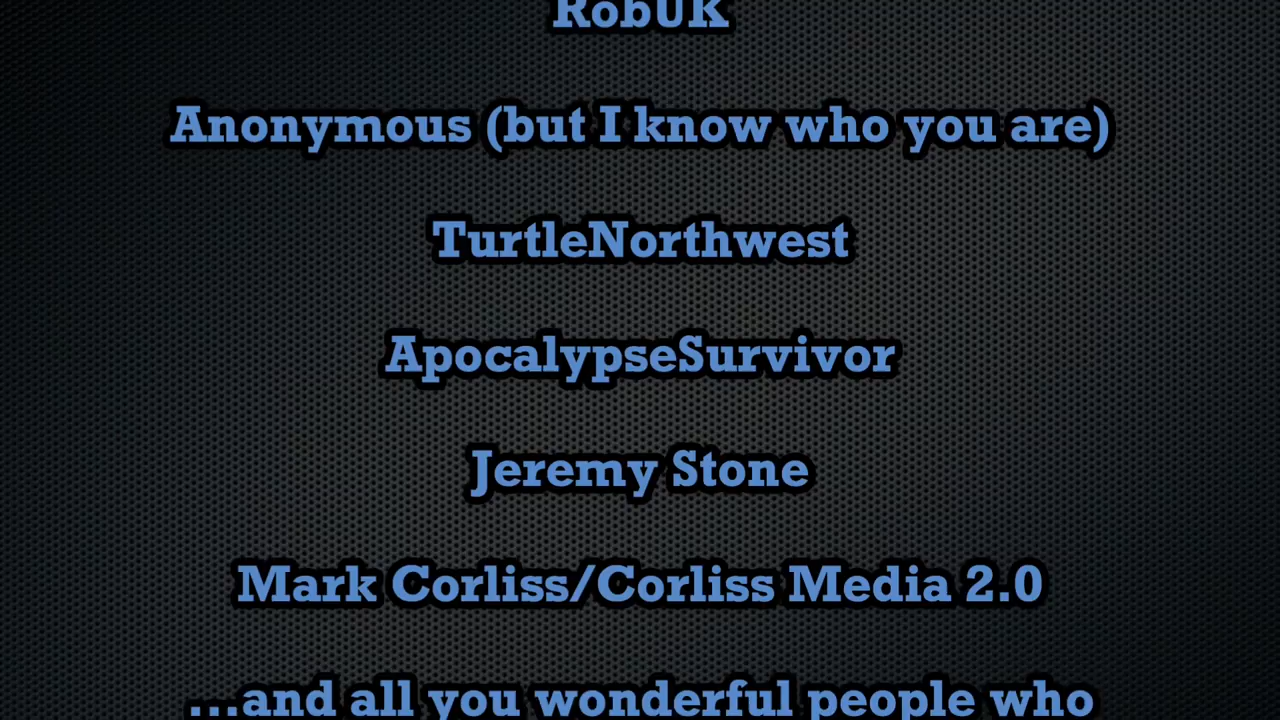 RobUK
Anonymous (but I know who you are)
TurtleNorthwest
ApocalypseSurvivor
Jeremy Stone
Mark Corliss/Corliss Media 2.0
...and all you wonderful people who